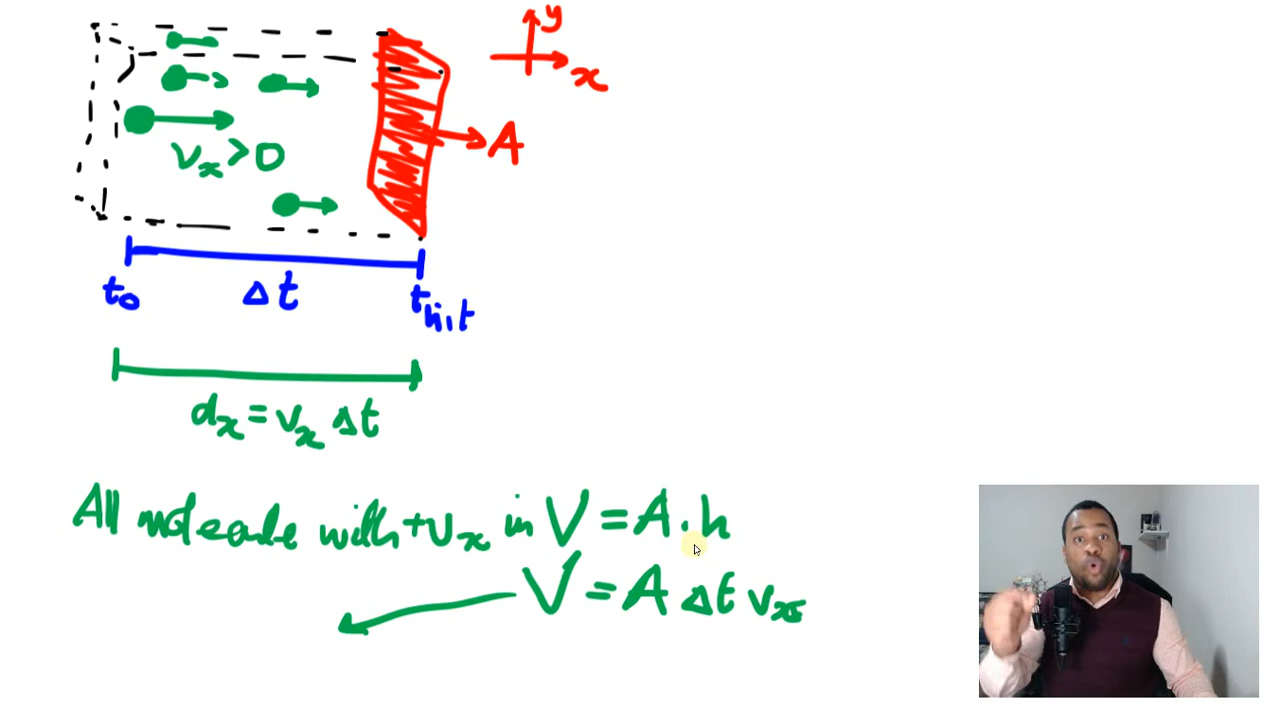 y
x
A
vx > 0
t0 Δt thit
dx = vx Δt
All molecule with +vx in V = A . h
V = A Δt vx